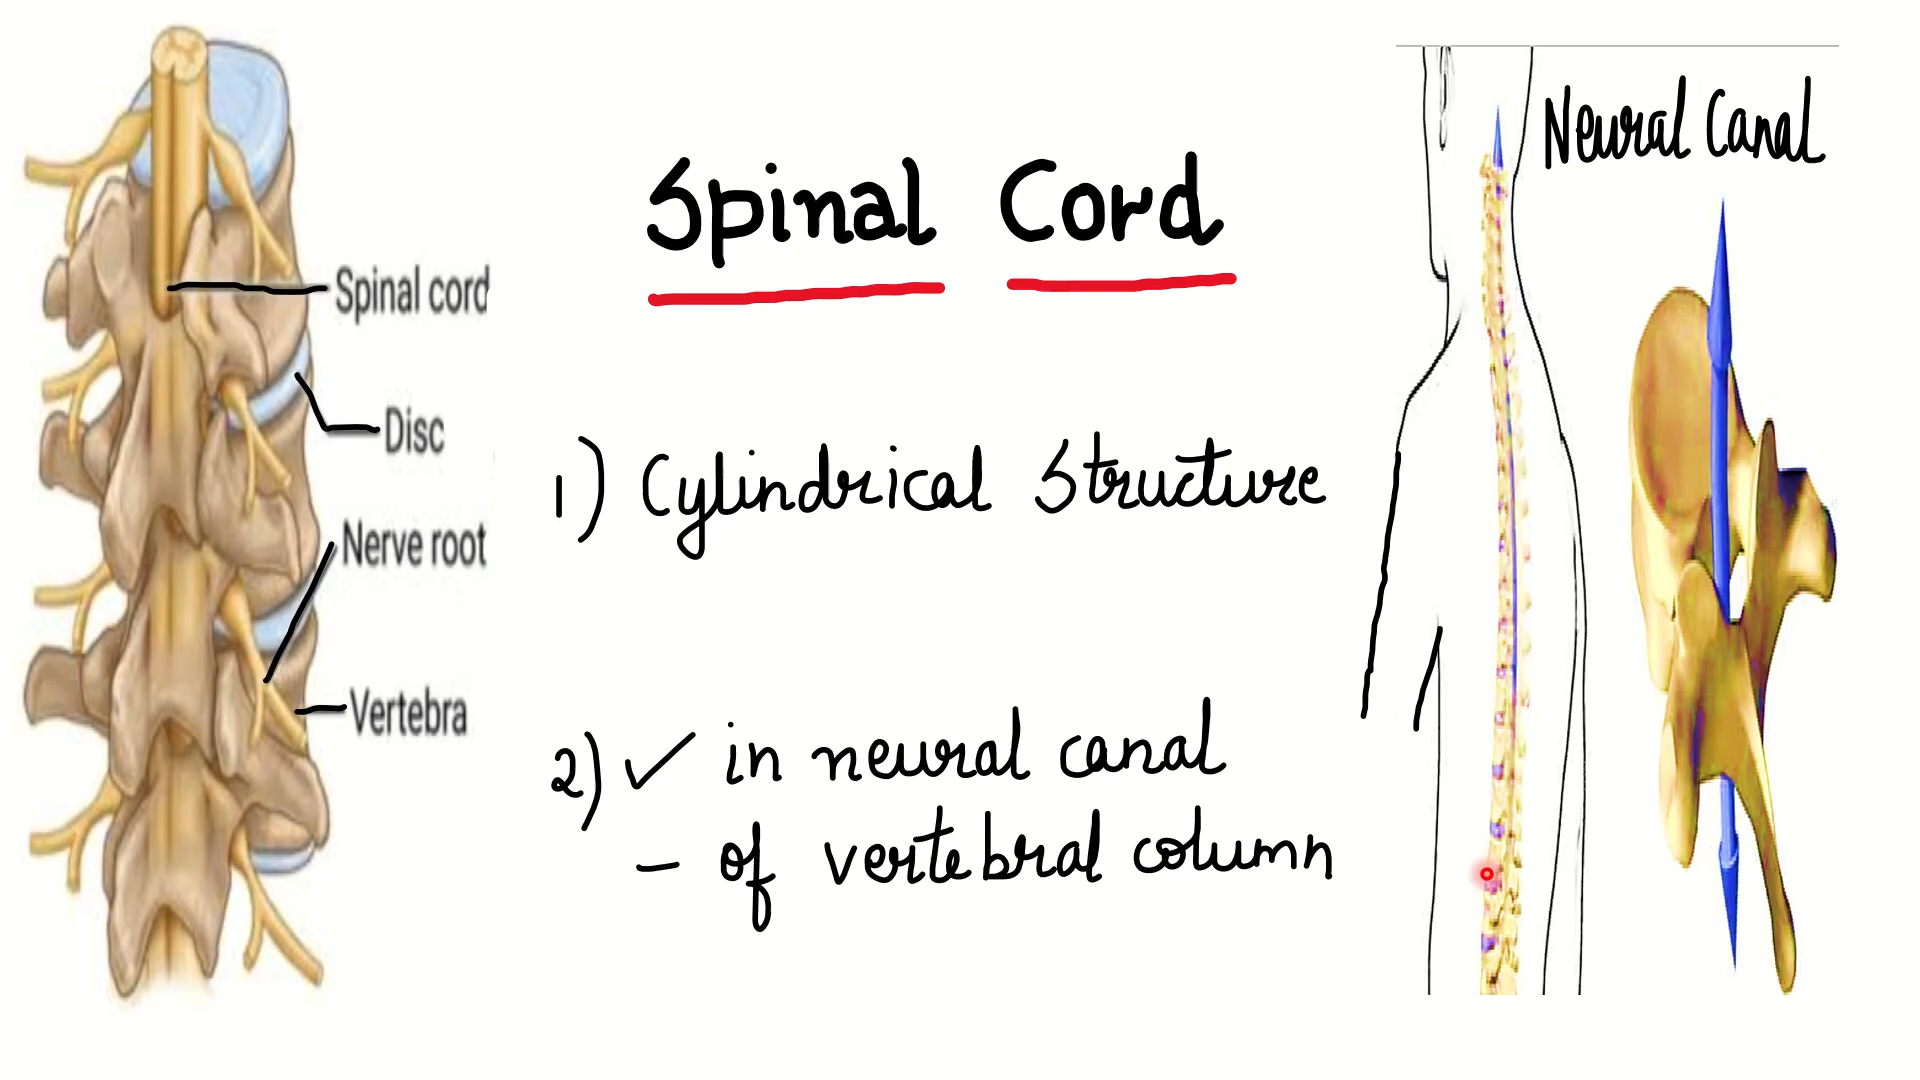 Spinal Cord
Spinal cord
Disc
Nerve root
Vertebra
1) Cylindrical Structure
2) ✓ in neural canal
– of vertebral column
Neural Canal